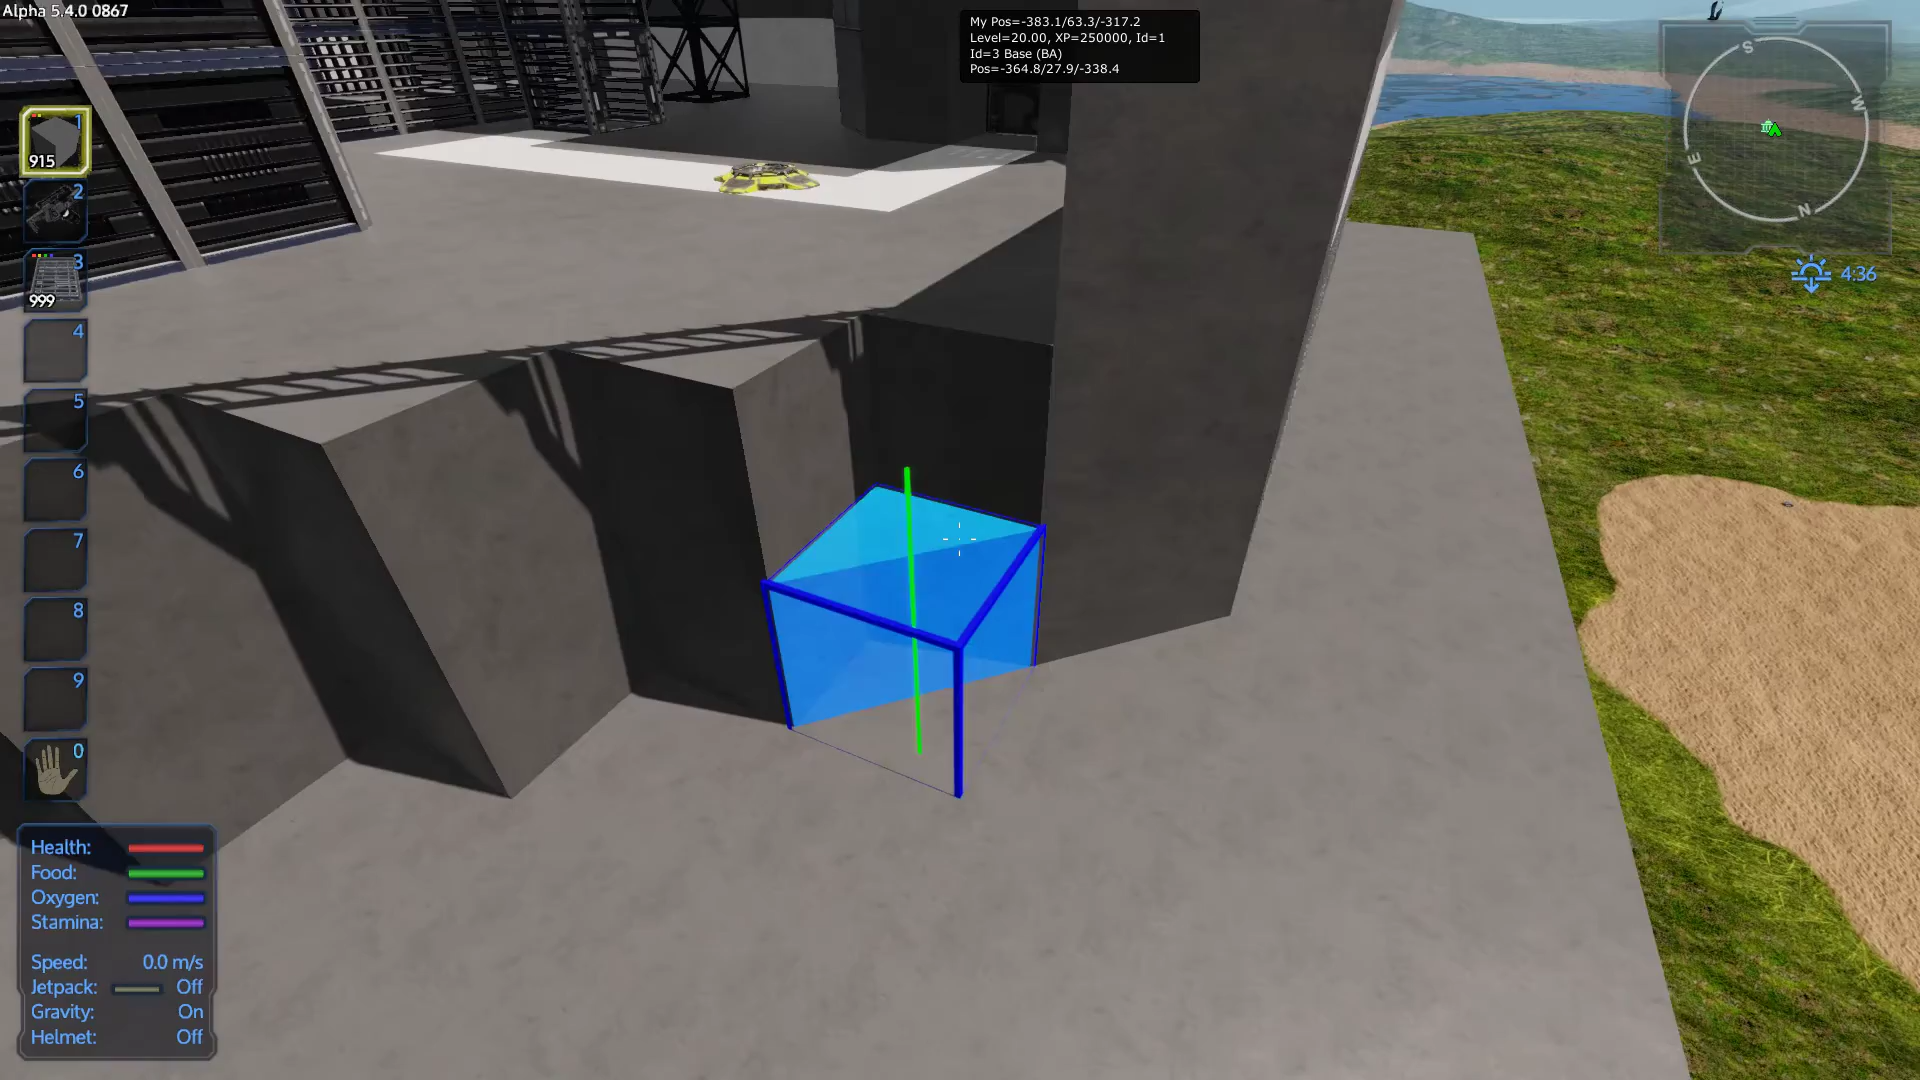 Alpha 5.4.0 0867
My Pos=-383.1/63.3/-317.2
Level=20.00, XP=250000, Id=1
Id=3 Base (BA)
Pos=-364.8/27.9/-338.4
S
W
E
N
4:36
1
915
2
3
999
4
5
6
7
8
9
0
Health:
Food:
Oxygen:
Stamina:
Speed: 0.0 m/s
Jetpack: Off
Gravity: On
Helmet: Off